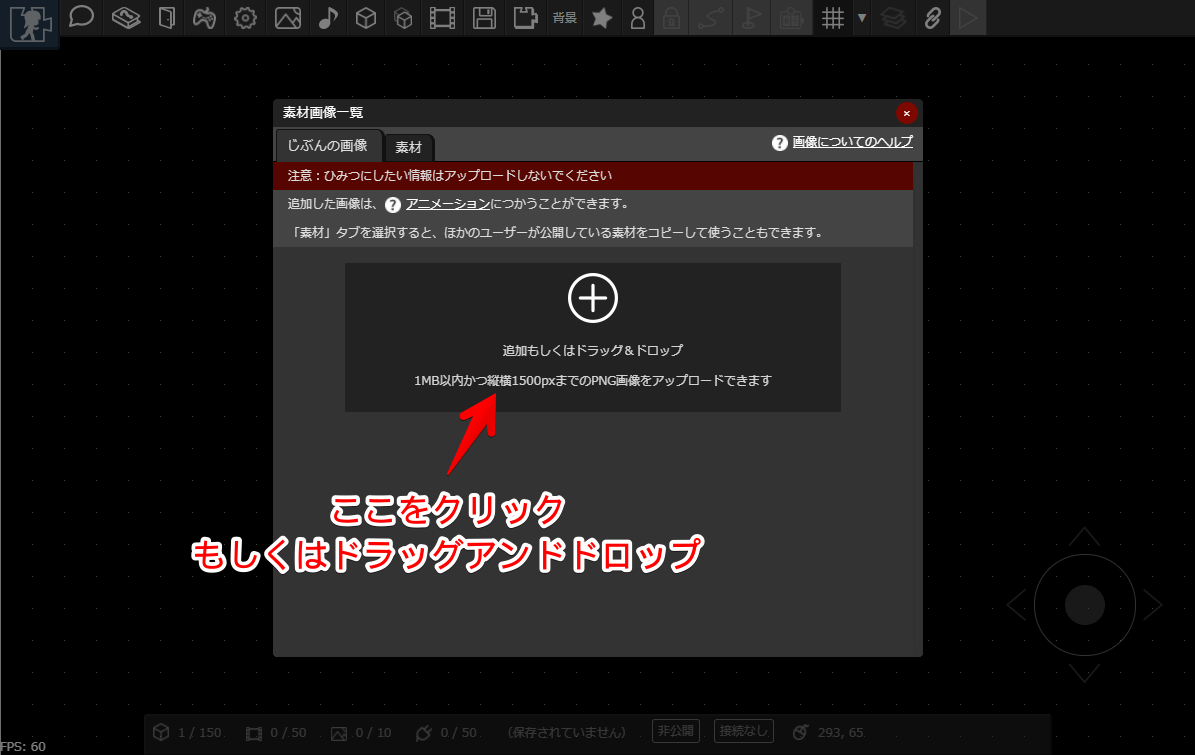 背景
素材画像一覧
じぶんの画像
素材
画像についてのヘルプ
注意:ひみつにしたい情報はアップロードしないでください
追加した画像は、 ? アニメーションにつかうことができます。
「素材」タブを選択すると、ほかのユーザーが公開している素材をコピーして使うこともできます。
追加もしくはドラッグ&ドロップ
1MB以内かつ縦横1500pxまでのPNG画像をアップロードできます
ここをクリック
もしくはドラッグアンドドロップ
1 / 150
0 / 50
0 / 10
0 / 50
(保存されていません)
非公開
接続なし
293, 65
FPS: 60